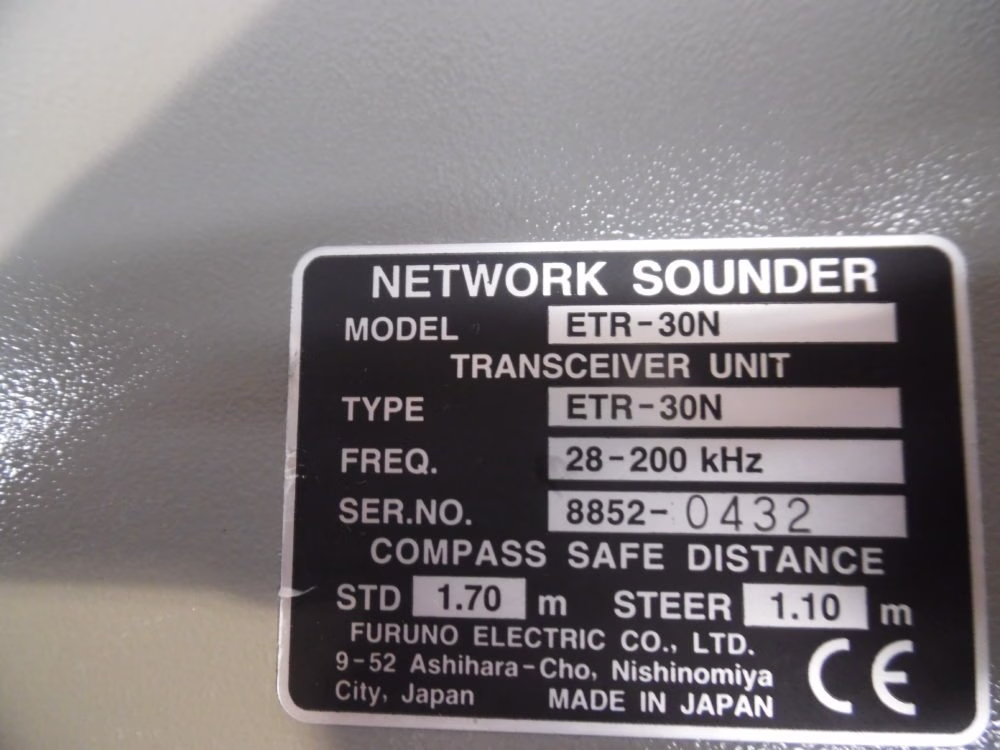 NETWORK SOUNDER
MODEL ETR-30N
TRANSCEIVER UNIT
TYPE ETR-30N
FREQ. 28-200 kHz
SER.NO. 8852-0432
COMPASS SAFE DISTANCE
STD 1.70 m STEER 1.10 m
FURUNO ELECTRIC CO., LTD.
9-52 Ashihara-Cho, Nishinomiya
City, Japan MADE IN JAPAN
CE